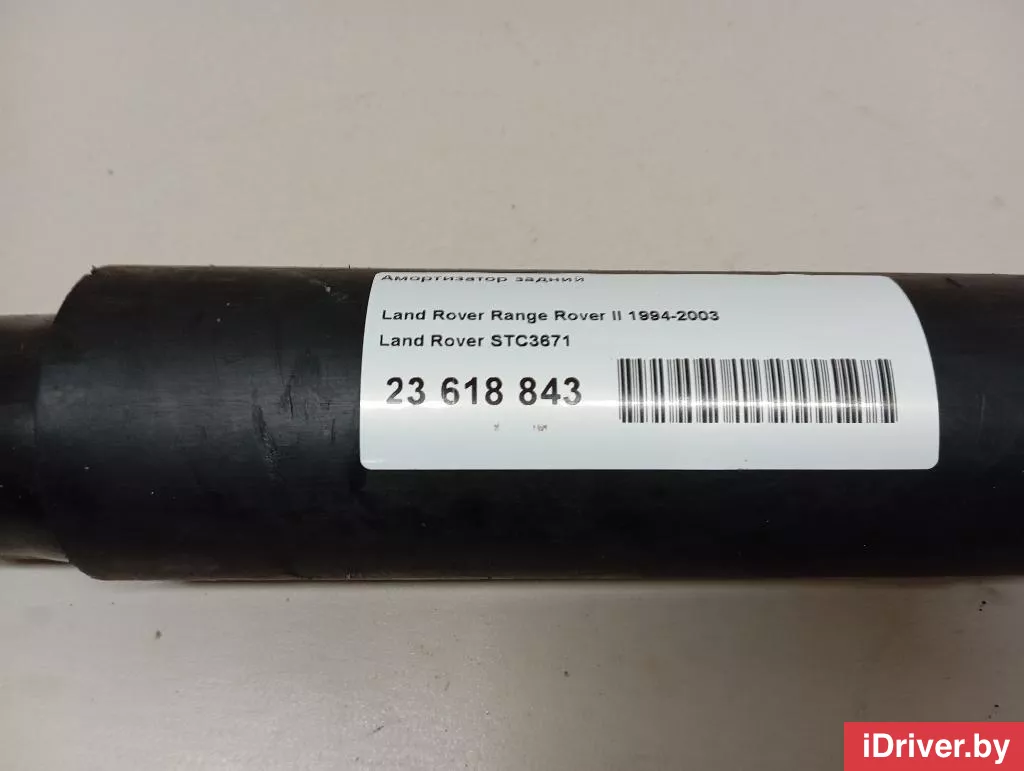 Амортизатор задний
Land Rover Range Rover II 1994-2003
Land Rover STC3671
23 618 843
iDriver.by